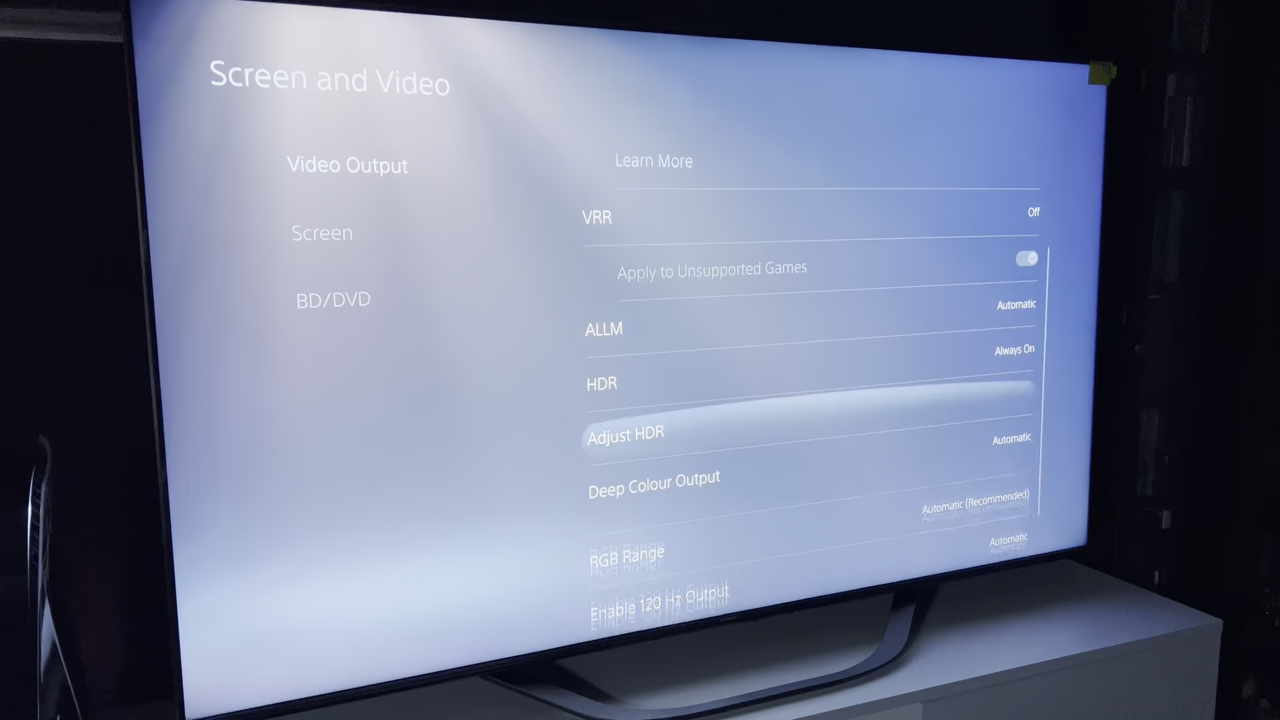 Screen and Video
Video Output
Screen
BD/DVD
Learn More
VRR
Off
Apply to Unsupported Games
ALLM
Automatic
HDR
Always On
Adjust HDR
Deep Colour Output
Automatic
RGB Range
Automatic (Recommended)
Enable 120 Hz Output
Automatic